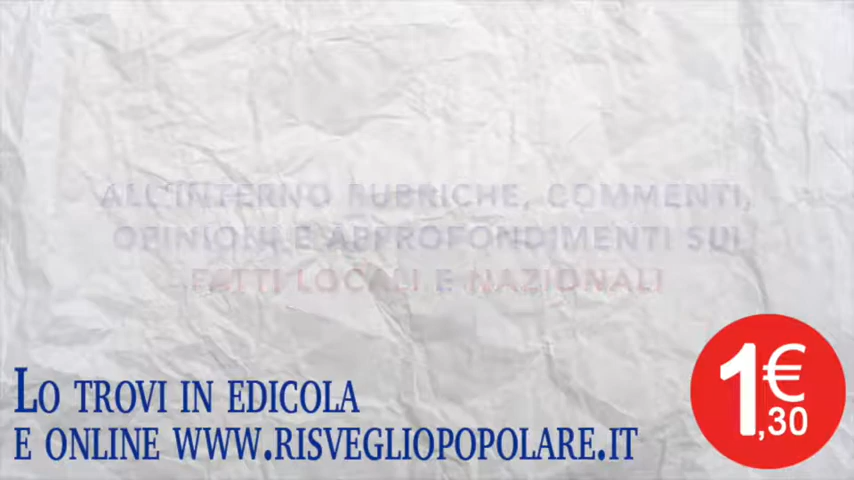 ALL'INTERNO RUBRICHE, COMMENTI,
OPINIONI E APPROFONDIMENTI SUI
FATTI LOCALI E NAZIONALI
LO TROVI IN EDICOLA
E ONLINE WWW.RISVEGLIOPOPOLARE.IT
1,30€